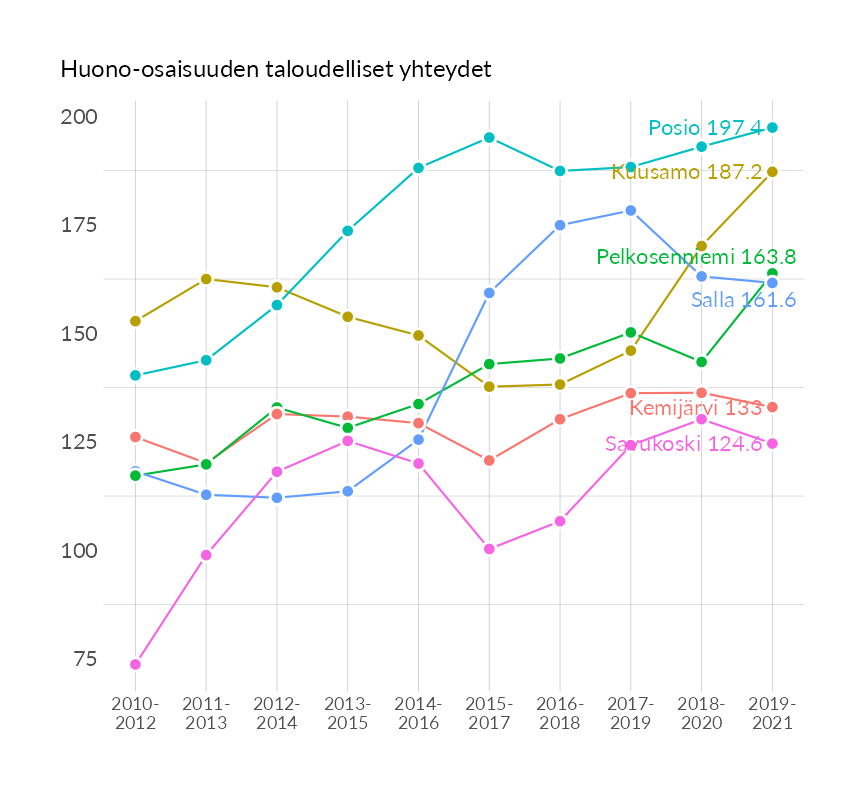 Huono-osaisuuden taloudelliset yhteydet
200
175
150
125
100
75
Posio 197.4
Kuusamo 187.2
Pelkosenniemi 163.8
Salla 161.6
Kemijärvi 133
Savukoski 124.6
2010- 2011- 2012- 2013- 2014- 2015- 2016- 2017- 2018- 2019-
2012 2013 2014 2015 2016 2017 2018 2019 2020 2021